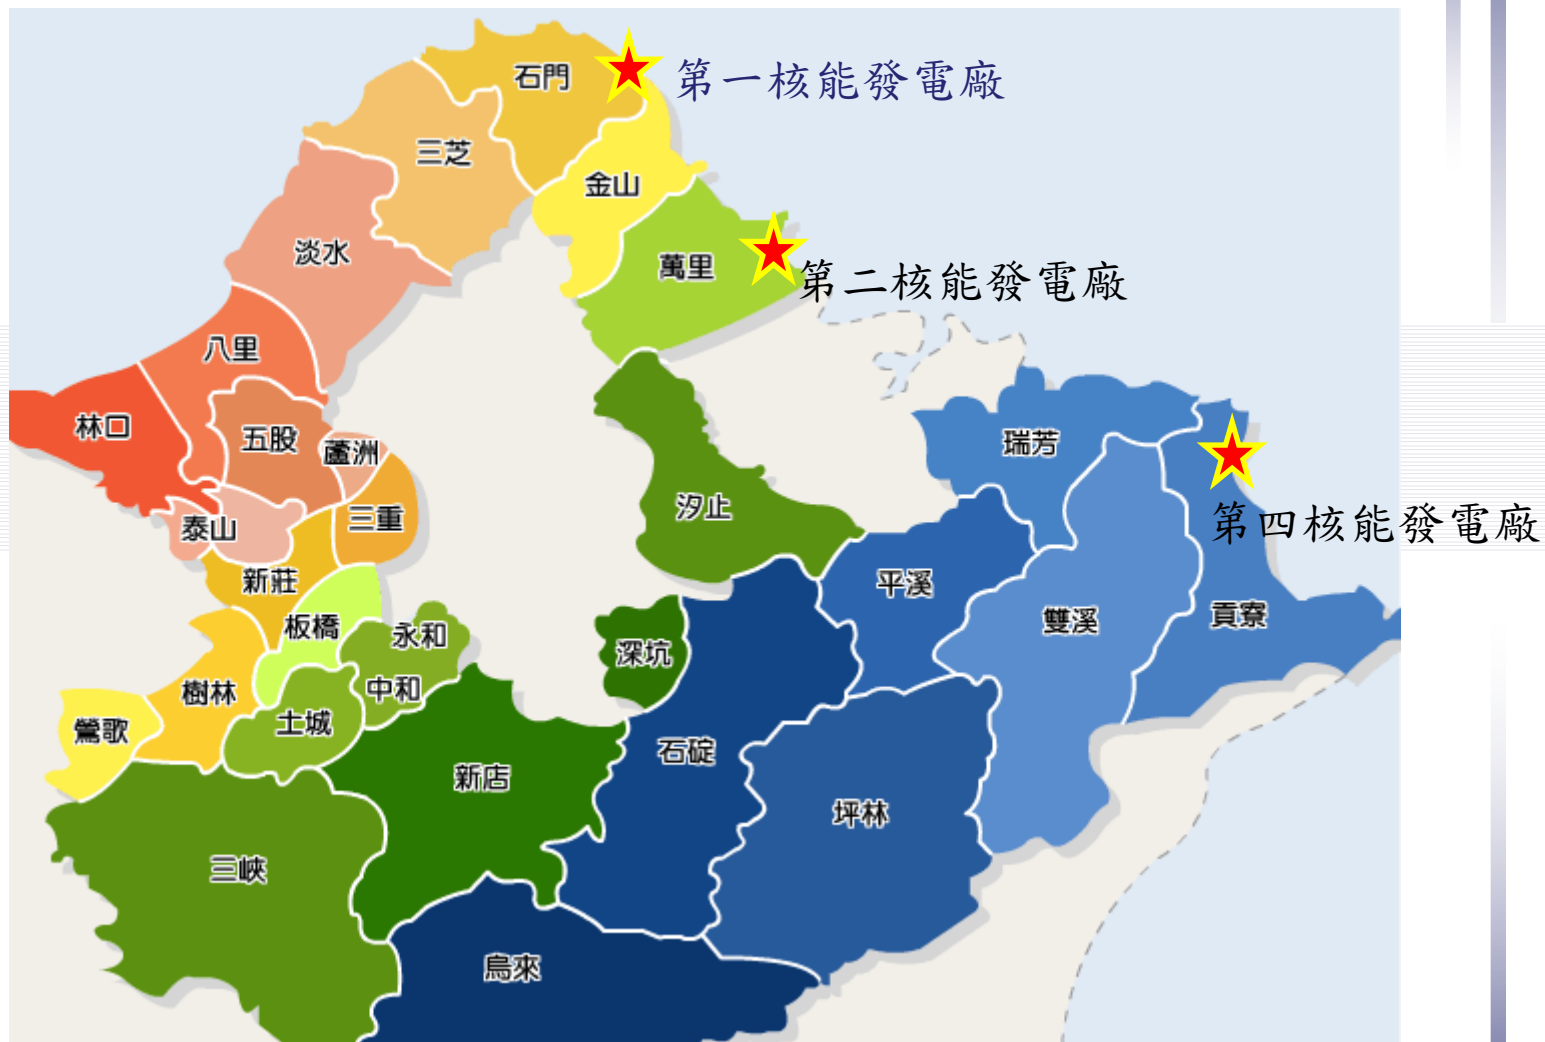 石門
第一核能發電廠
三芝
金山
淡水
萬里
第二核能發電廠
八里
林口
五股
蘆洲
瑞芳
汐止
三重
泰山
第四核能發電廠
新莊
平溪
板橋
永和
雙溪
貢寮
深坑
樹林
中和
鶯歌
土城
石碇
新店
坪林
三峽
烏來